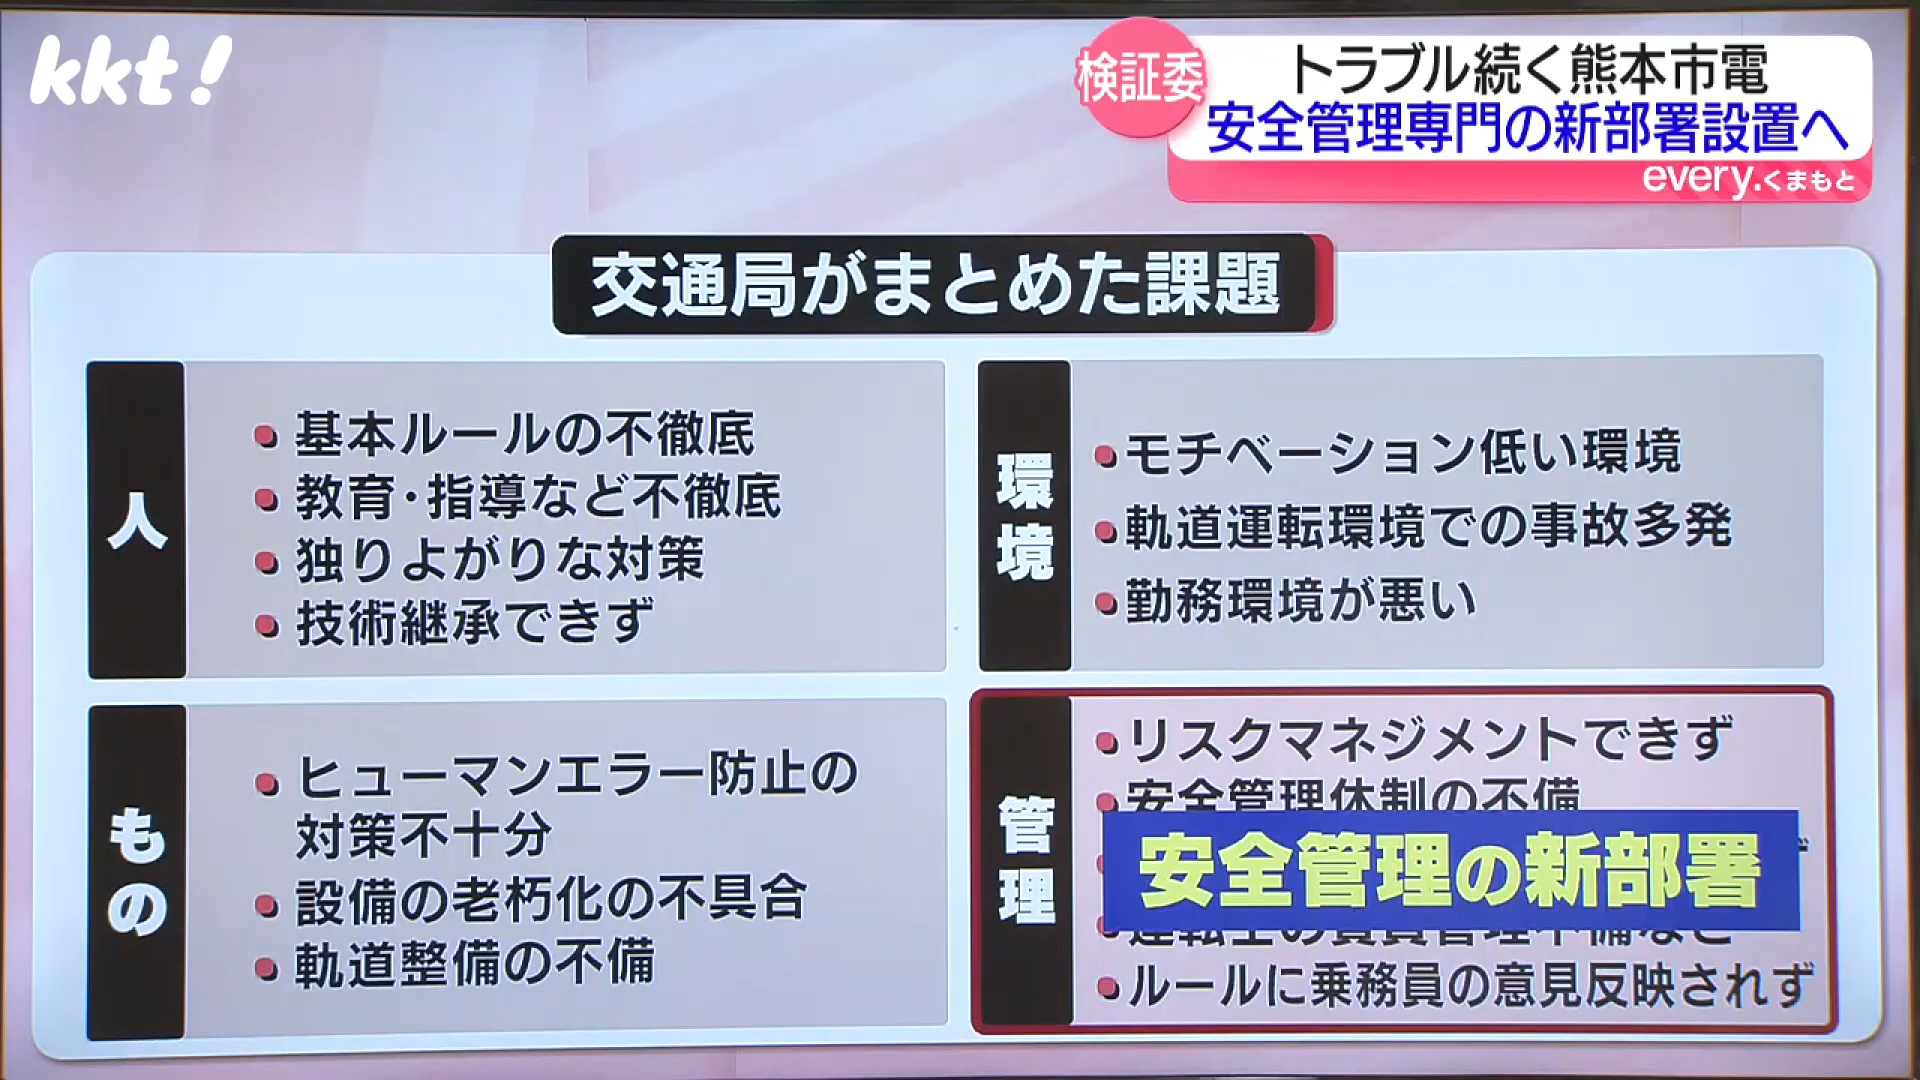 kkt!
検証委
トラブル続く熊本市電
安全管理専門の新部署設置へ
every.くまもと
交通局がまとめた課題
人
基本ルールの不徹底
教育・指導など不徹底
独りよがりな対策
技術継承できず
環境
モチベーション低い環境
軌道運転環境での事故多発
勤務環境が悪い
もの
ヒューマンエラー防止の
対策不十分
設備の老朽化の不具合
軌道整備の不備
管理
リスクマネジメントできず
安全管理体制の不備
安全管理の新部署
ルールに乗務員の意見反映されず